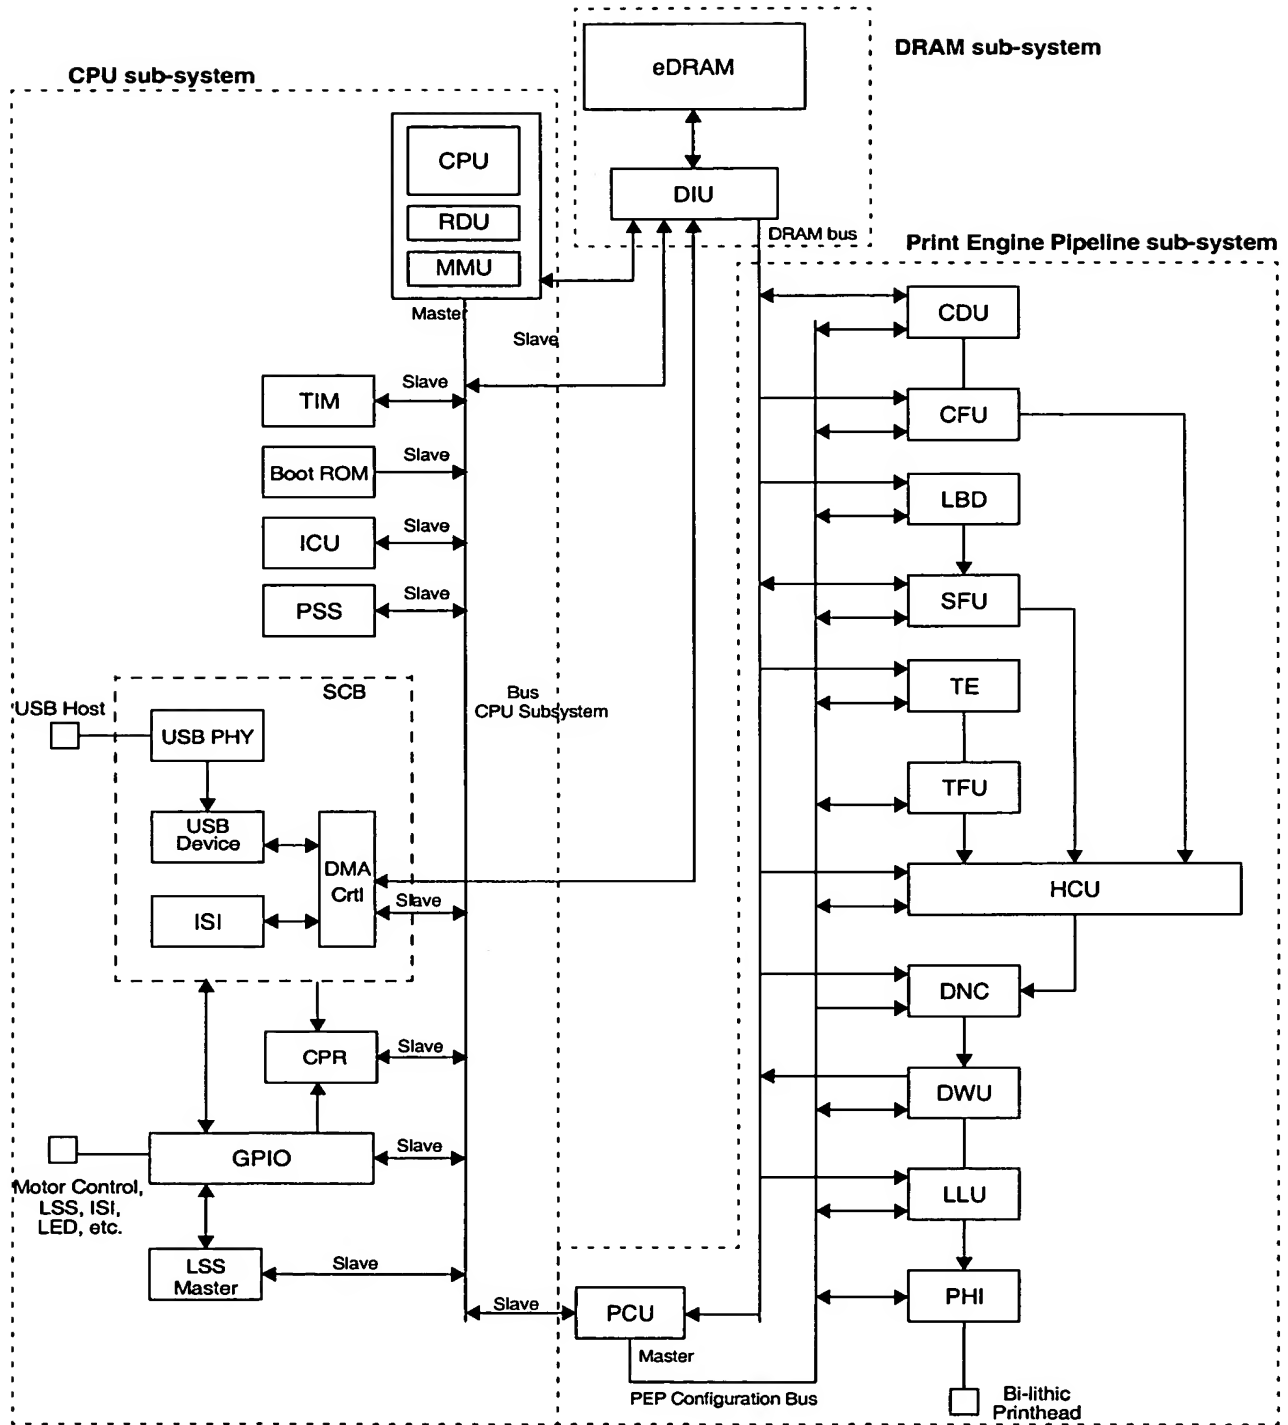 DRAM sub-system
eDRAM
CPU sub-system
CPU
DIU
RDU
DRAM bus
Print Engine Pipeline sub-system
MMU
Master
CDU
Slave
TIM
Slave
CFU
Boot ROM
Slave
LBD
ICU
Slave
PSS
Slave
SFU
SCB
TE
USB Host
Bus
CPU Subsystem
USB PHY
TFU
USB
Device
DMA
Crtl
HCU
Slave
ISI
DNC
CPR
Slave
DWU
GPIO
Slave
Motor Control,
LSS, ISI,
LED, etc.
LLU
LSS
Master
Slave
PHI
Slave
PCU
Master
PEP Configuration Bus
Bi-lithic
Printhead